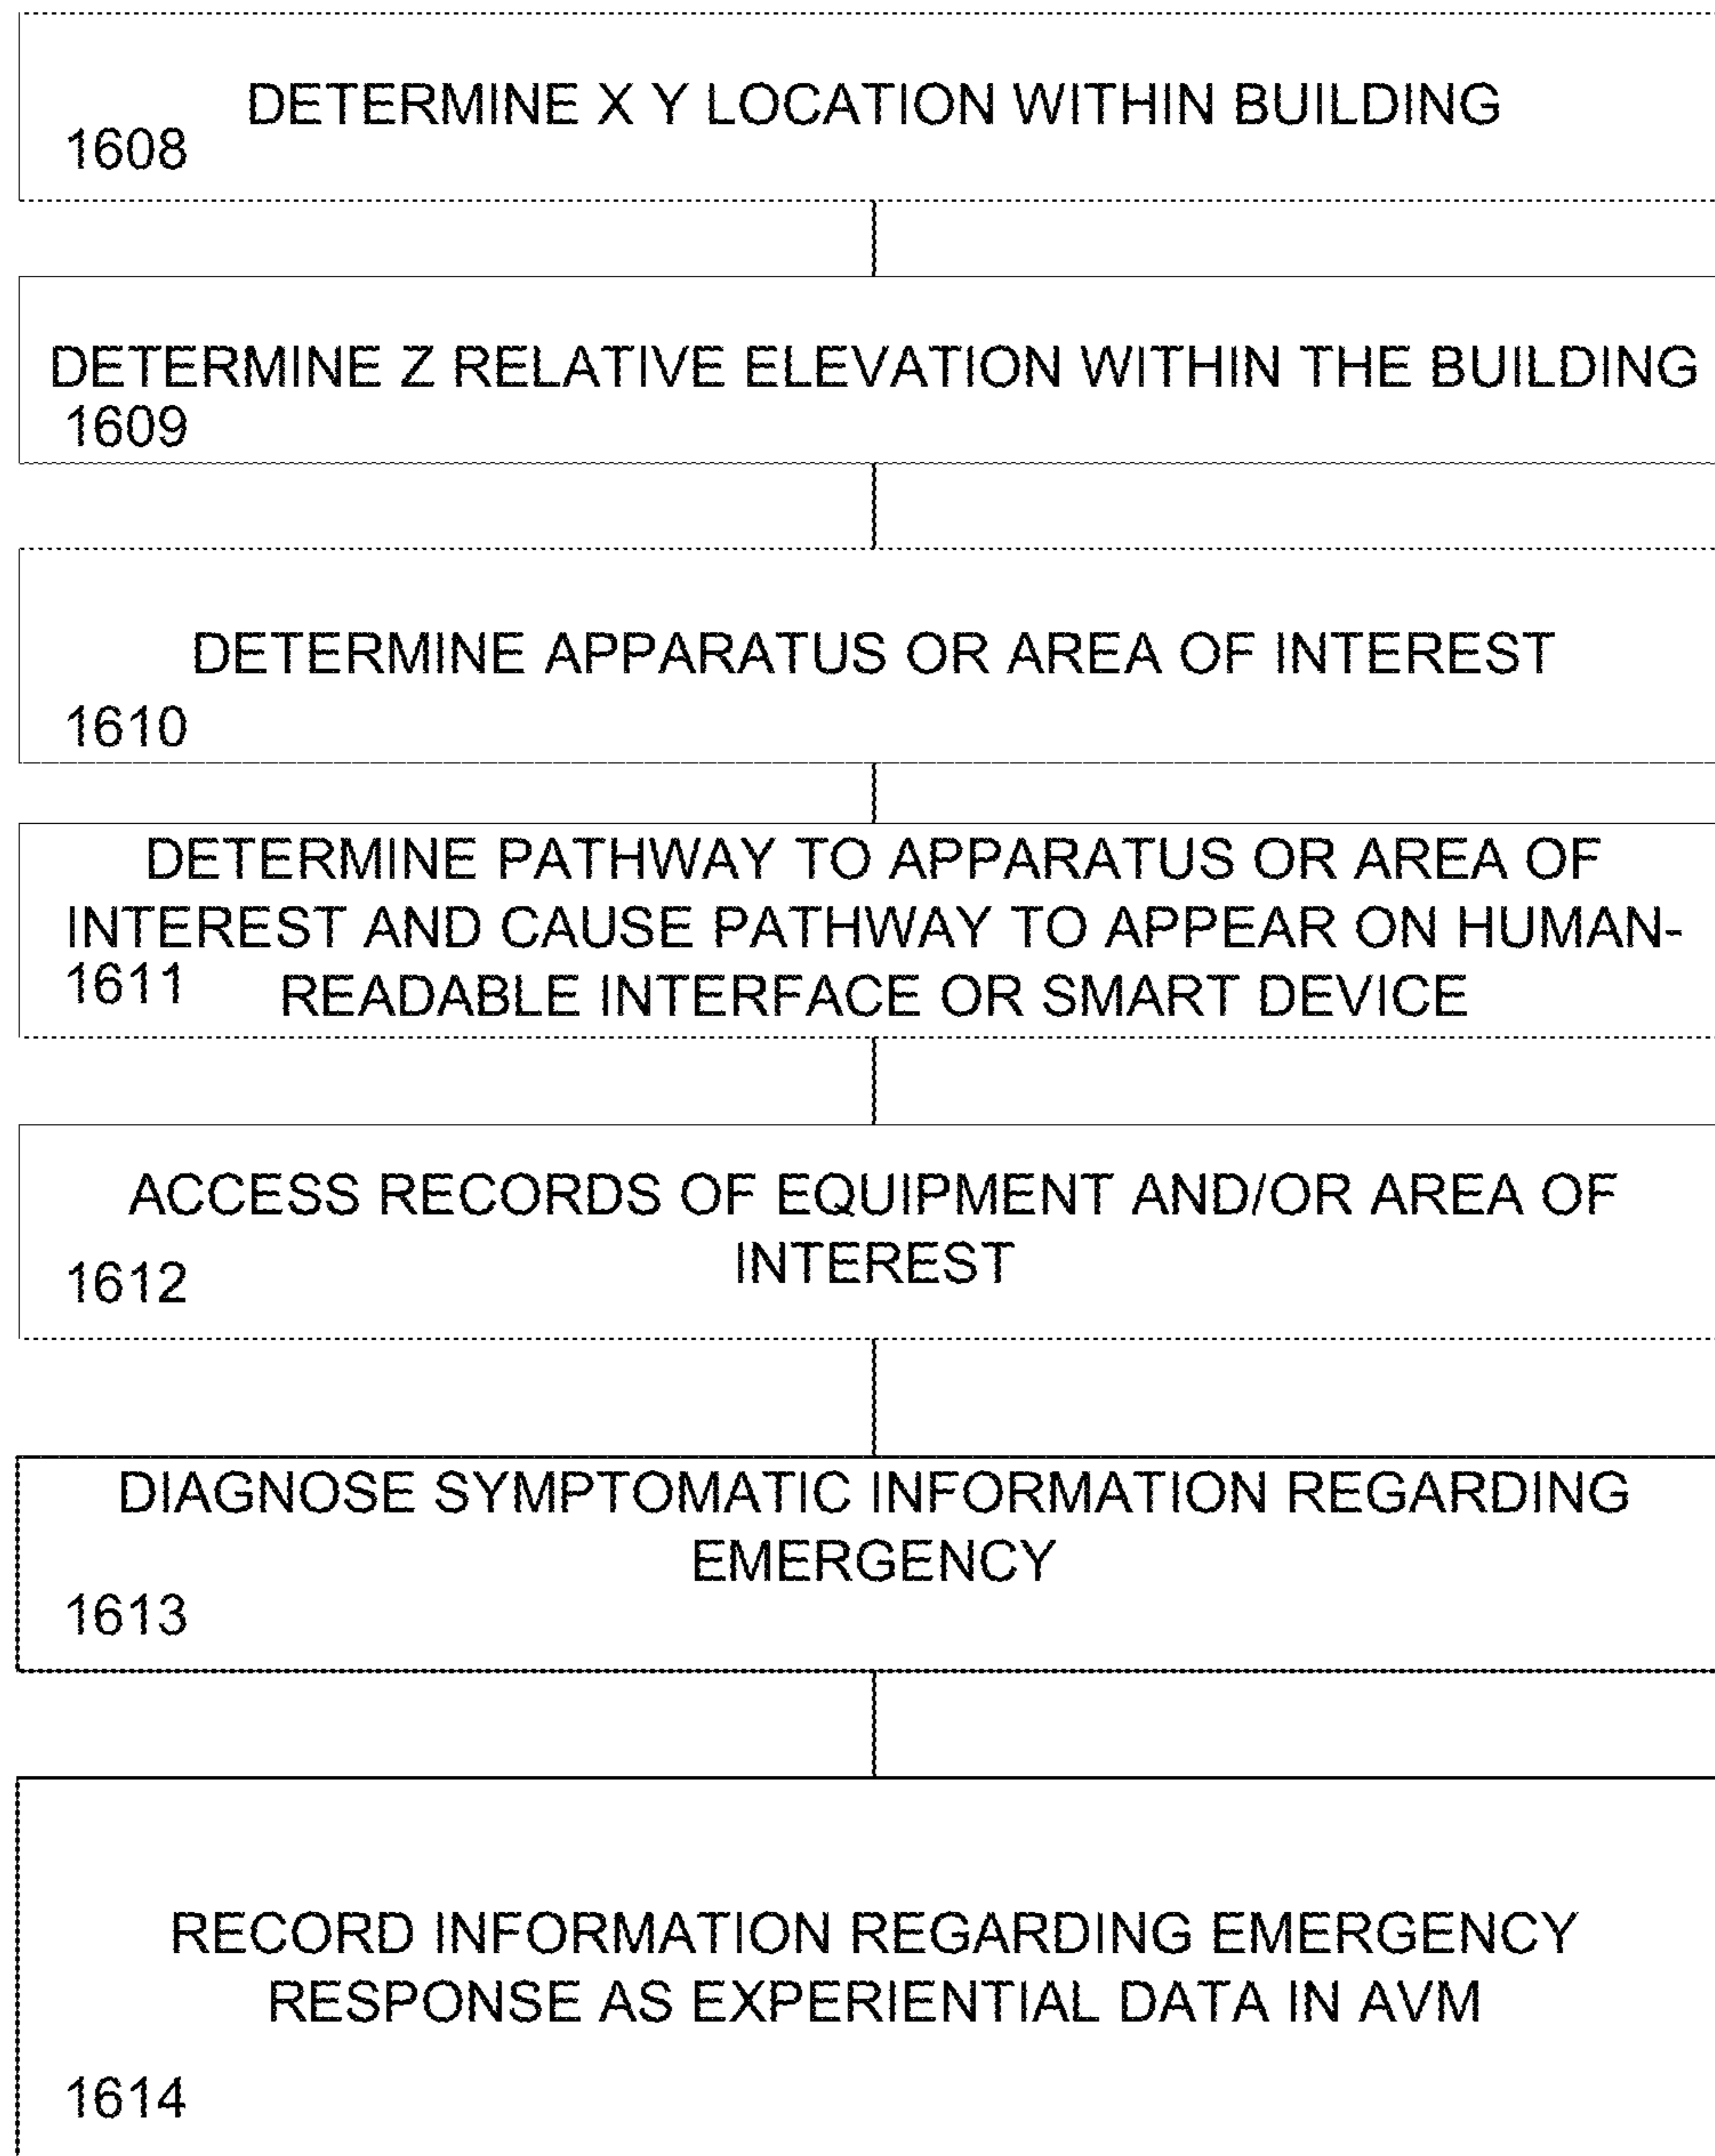 DETERMINE X Y LOCATION WITHIN BUILDING
1608
DETERMINE Z RELATIVE ELEVATION WITHIN THE BUILDING
1609
DETERMINE APPARATUS OR AREA OF INTEREST
1610
DETERMINE PATHWAY TO APPARATUS OR AREA OF
INTEREST AND CAUSE PATHWAY TO APPEAR ON HUMAN-
1611
READABLE INTERFACE OR SMART DEVICE
ACCESS RECORDS OF EQUIPMENT AND/OR AREA OF
INTEREST
1612
DIAGNOSE SYMPTOMATIC INFORMATION REGARDING
EMERGENCY
1613
RECORD INFORMATION REGARDING EMERGENCY
RESPONSE AS EXPERIENTIAL DATA IN AVM
1614